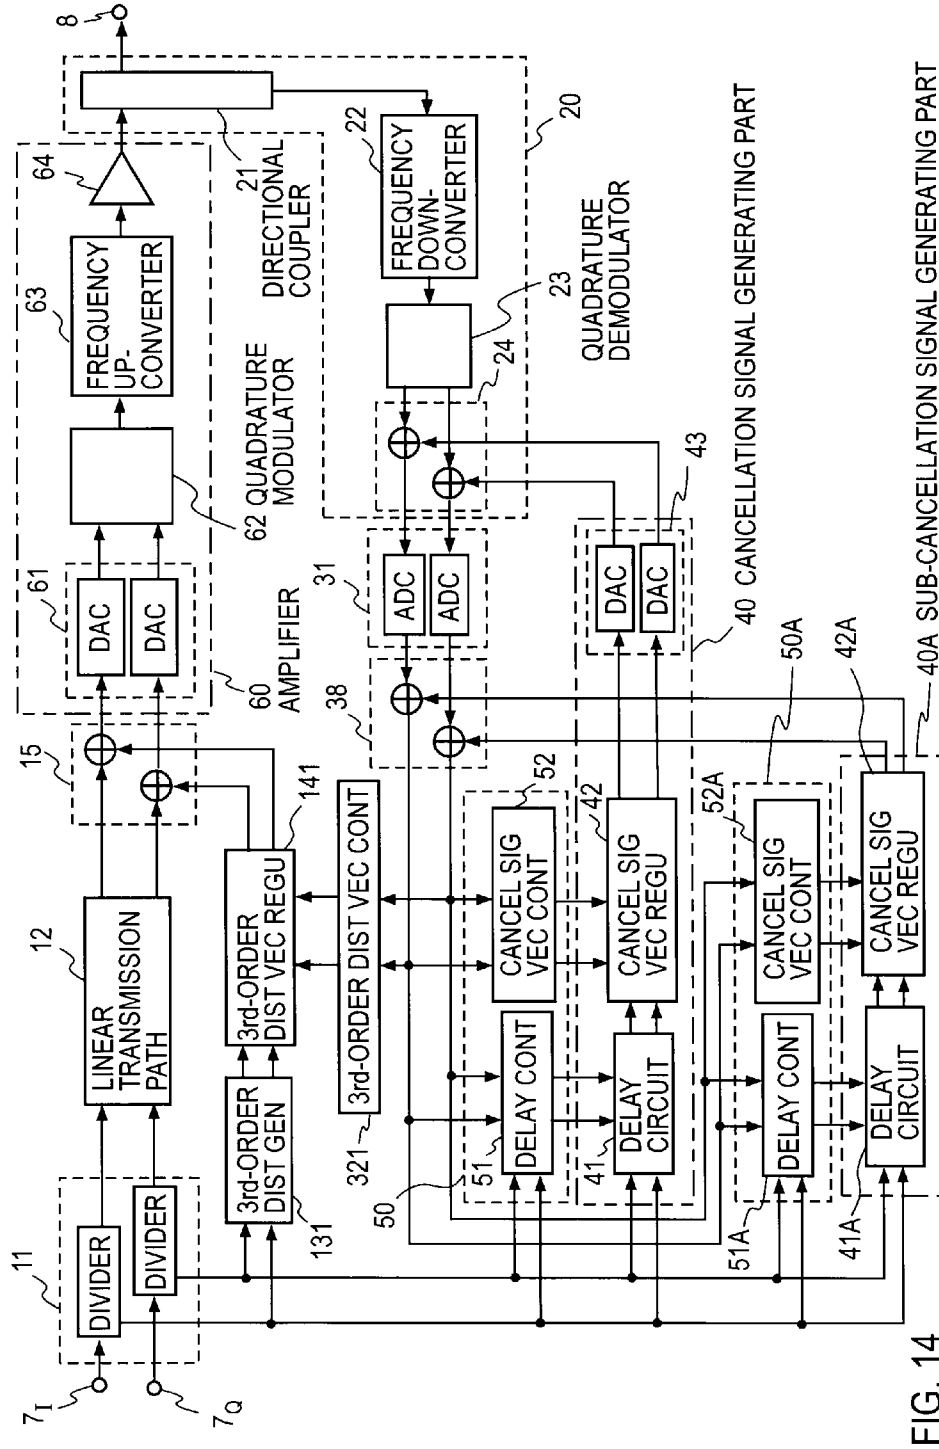 8
64
21
DIRECTIONAL
COUPLER
22
FREQUENCY
DOWN-
CONVERTER
20
63
FREQUENCY
UP-
CONVERTER
23
QUADRATURE
DEMODULATOR
24
62 QUADRATURE
MODULATOR
61
DAC
DAC
60
AMPLIFIER
31
ADC
ADC
43
DAC
DAC
40 CANCELLATION SIGNAL GENERATING PART
38
15
141
3rd-ORDER
DIST VEC REGU
3rd-ORDER DIST VEC CONT
321
52
CANCEL SIG
VEC CONT
42
CANCEL SIG
VEC REGU
50A
52A
CANCEL SIG
VEC CONT
42A
CANCEL SIG
VEC REGU
40A SUB-CANCELLATION SIGNAL GENERATING PART
12
LINEAR
TRANSMISSION
PATH
3rd-ORDER
DIST GEN
131
50
51
DELAY CONT
41
DELAY
CIRCUIT
51A
DELAY CONT
41A
DELAY
CIRCUIT
11
DIVIDER
DIVIDER
7I
7Q
FIG. 14